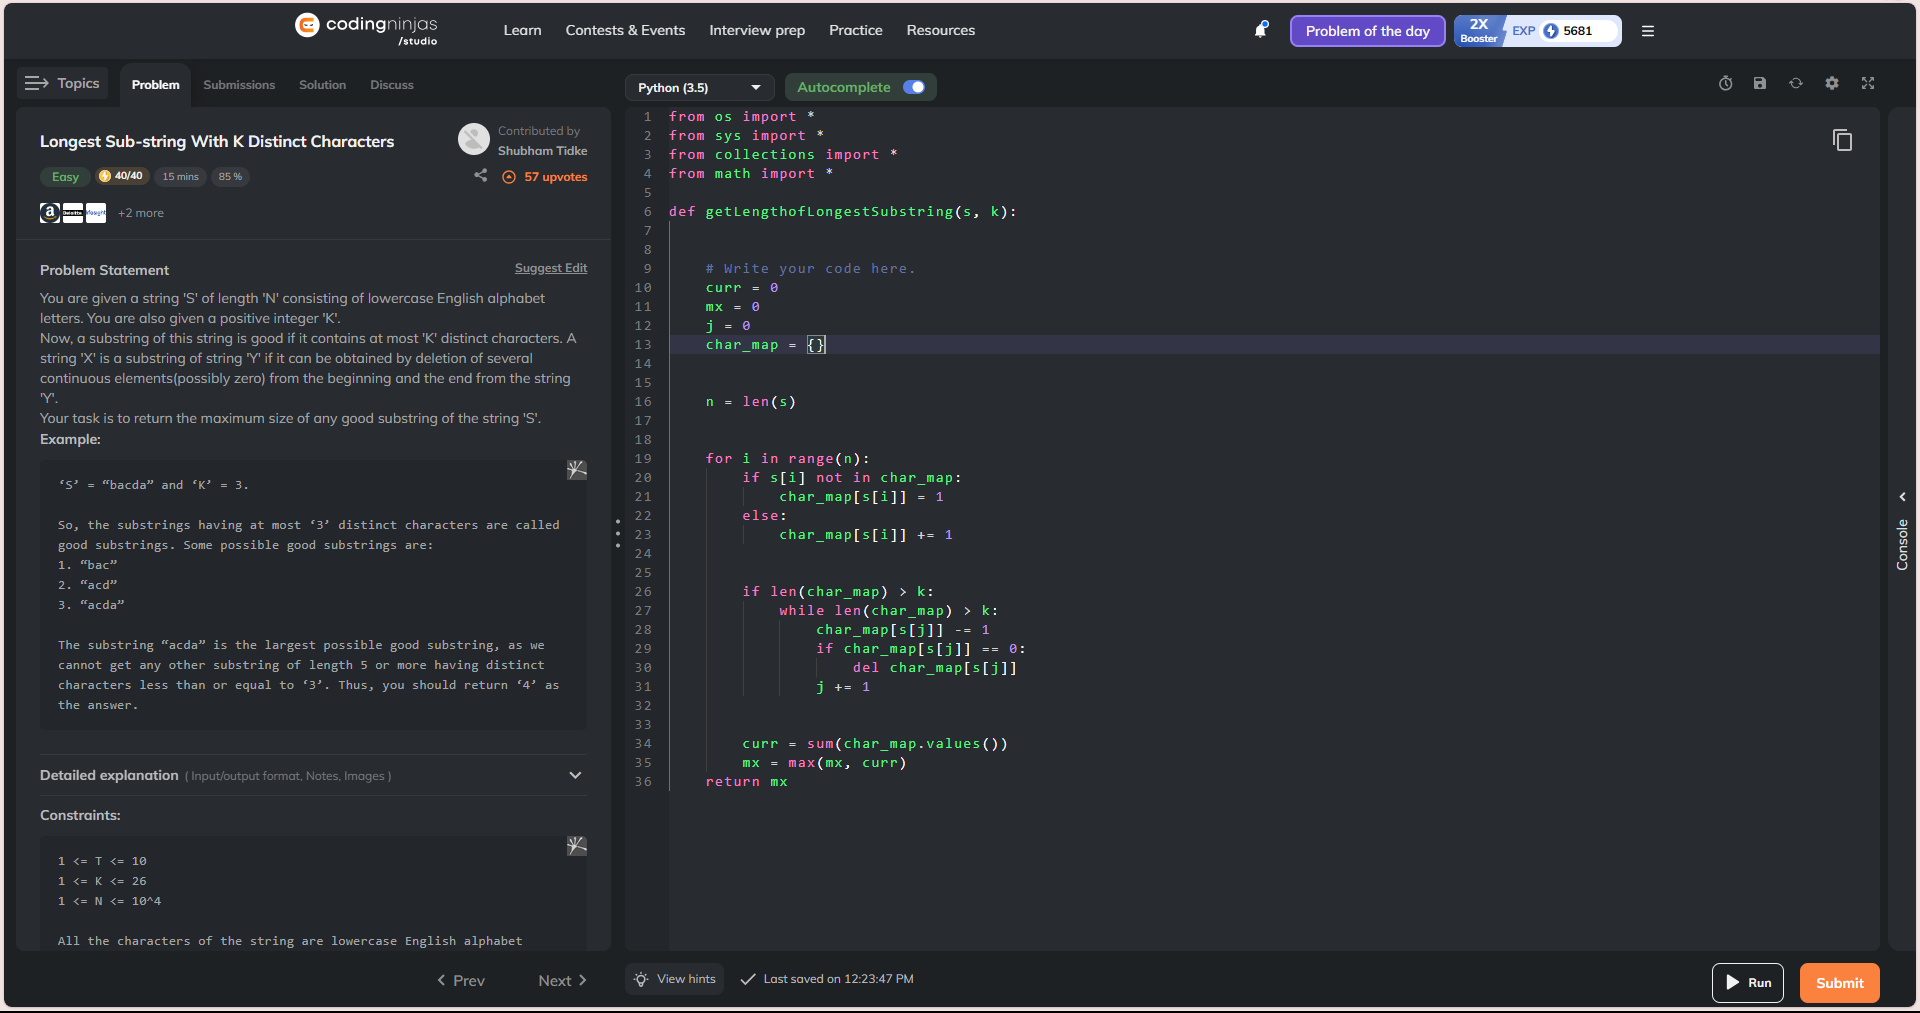 codingninjas
/studio
Learn
Contests & Events
Interview prep
Practice
Resources
Problem of the day
2X
Booster
EXP
5681
Topics
Problem
Submissions
Solution
Discuss
Python (3.5)
Autocomplete
Longest Sub-string With K Distinct Characters
Contributed by
Shubham Tidke
Easy
40/40
15 mins
85 %
57 upvotes
a
Deloitte.
+2 more
Problem Statement
Suggest Edit
You are given a string 'S' of length 'N' consisting of lowercase English alphabet
letters. You are also given a positive integer 'K'.
Now, a substring of this string is good if it contains at most 'K' distinct characters. A
string 'X' is a substring of string 'Y' if it can be obtained by deletion of several
continuous elements(possibly zero) from the beginning and the end from the string
'Y'.
Your task is to return the maximum size of any good substring of the string 'S'.
Example:
‘S’ = “bacda” and ‘K’ = 3.
So, the substrings having at most ‘3’ distinct characters are called
good substrings. Some possible good substrings are:
1. “bac”
2. “acd”
3. “acda”
The substring “acda” is the largest possible good substring, as we
cannot get any other substring of length 5 or more having distinct
characters less than or equal to ‘3’. Thus, you should return ‘4’ as
the answer.
Detailed explanation ( Input/output format, Notes, Images )
Constraints:
1 <= T <= 10
1 <= K <= 26
1 <= N <= 10^4
All the characters of the string are lowercase English alphabet
Prev
Next
1 from os import *
2 from sys import *
3 from collections import *
4 from math import *
5
6 def getLengthofLongestSubstring(s, k):
7
8
9 # Write your code here.
10 curr = 0
11 mx = 0
12 j = 0
13 char_map = {}
14
15
16 n = len(s)
17
18
19 for i in range(n):
20 if s[i] not in char_map:
21 char_map[s[i]] = 1
22 else:
23 char_map[s[i]] += 1
24
25
26 if len(char_map) > k:
27 while len(char_map) > k:
28 char_map[s[j]] -= 1
29 if char_map[s[j]] == 0:
30 del char_map[s[j]]
31 j += 1
32
33
34 curr = sum(char_map.values())
35 mx = max(mx, curr)
36 return mx
Console
View hints
Last saved on 12:23:47 PM
Run
Submit